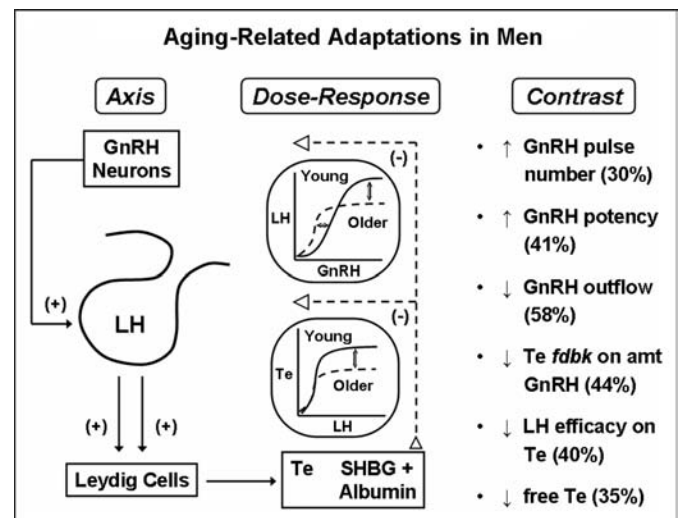 Aging-Related Adaptations in Men
Axis
Dose-Response
Contrast
GnRH
Neurons
(+)
LH
(+)
(+)
Leydig Cells
(-)
Young
LH
Older
GnRH
(-)
Young
Te
Older
LH
Te SHBG +
Albumin
• ↑ GnRH pulse
number (30%)
• ↑ GnRH potency
(41%)
• ↓ GnRH outflow
(58%)
• ↓ Te fdbk on amt
GnRH (44%)
• ↓ LH efficacy on
Te (40%)
• ↓ free Te (35%)